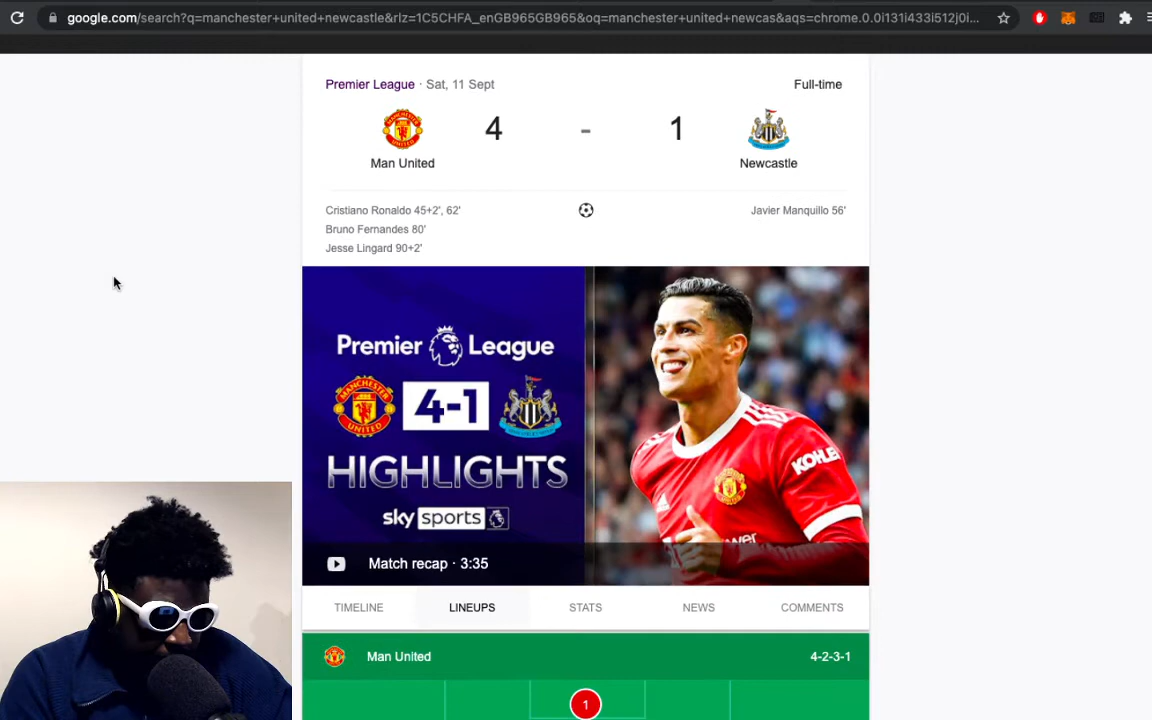 google.com/search?q=manchester+united+newcastle&rlz=1C5CHFA_enGB965GB965&oq=manchester+united+newcas&aqs=chrome.0.0i131i433i512j0i...
Premier League · Sat, 11 Sept
Full-time
4 - 1
Man United
Newcastle
Cristiano Ronaldo 45+2', 62'
Javier Manquillo 56'
Bruno Fernandes 80'
Jesse Lingard 90+2'
Premier League
4-1
HIGHLIGHTS
sky sports
KOHLER
Match recap · 3:35
TIMELINE LINEUPS STATS NEWS COMMENTS
Man United
4-2-3-1
1